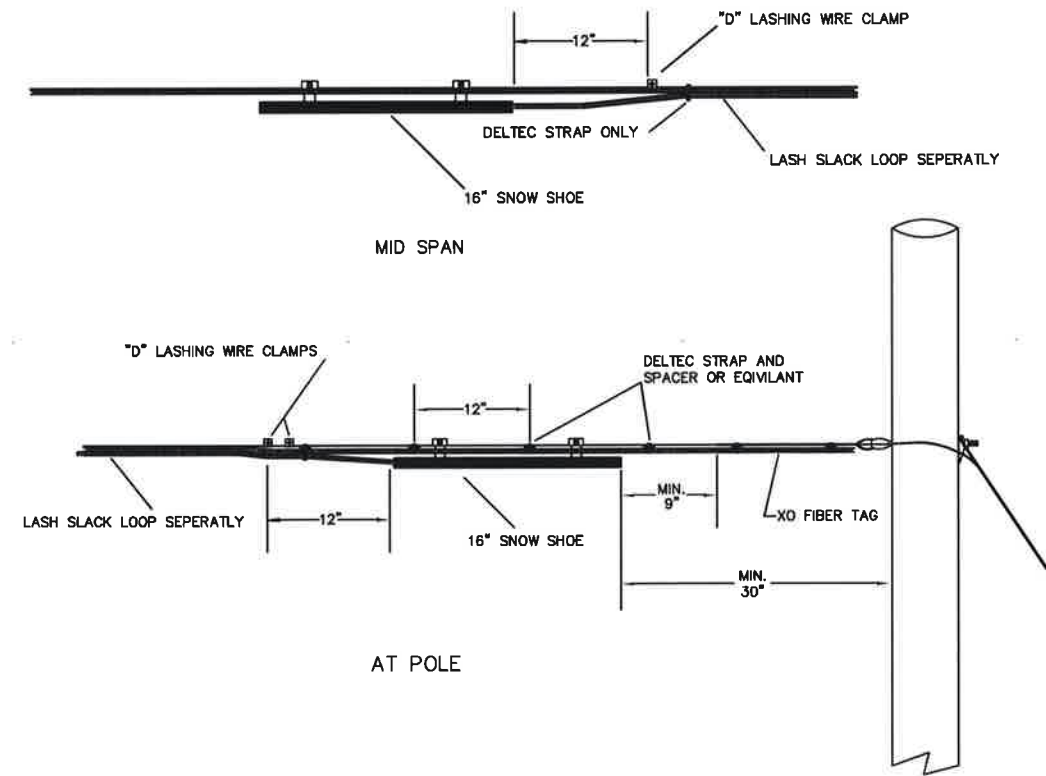 "D" LASHING WIRE CLAMP
12"
DELTEC STRAP ONLY
LASH SLACK LOOP SEPERATLY
16" SNOW SHOE
MID SPAN
"D" LASHING WIRE CLAMPS
DELTEC STRAP AND
SPACER OR EQIVILANT
12"
LASH SLACK LOOP SEPERATLY
12"
16" SNOW SHOE
MIN.
9"
XO FIBER TAG
MIN.
30"
AT POLE